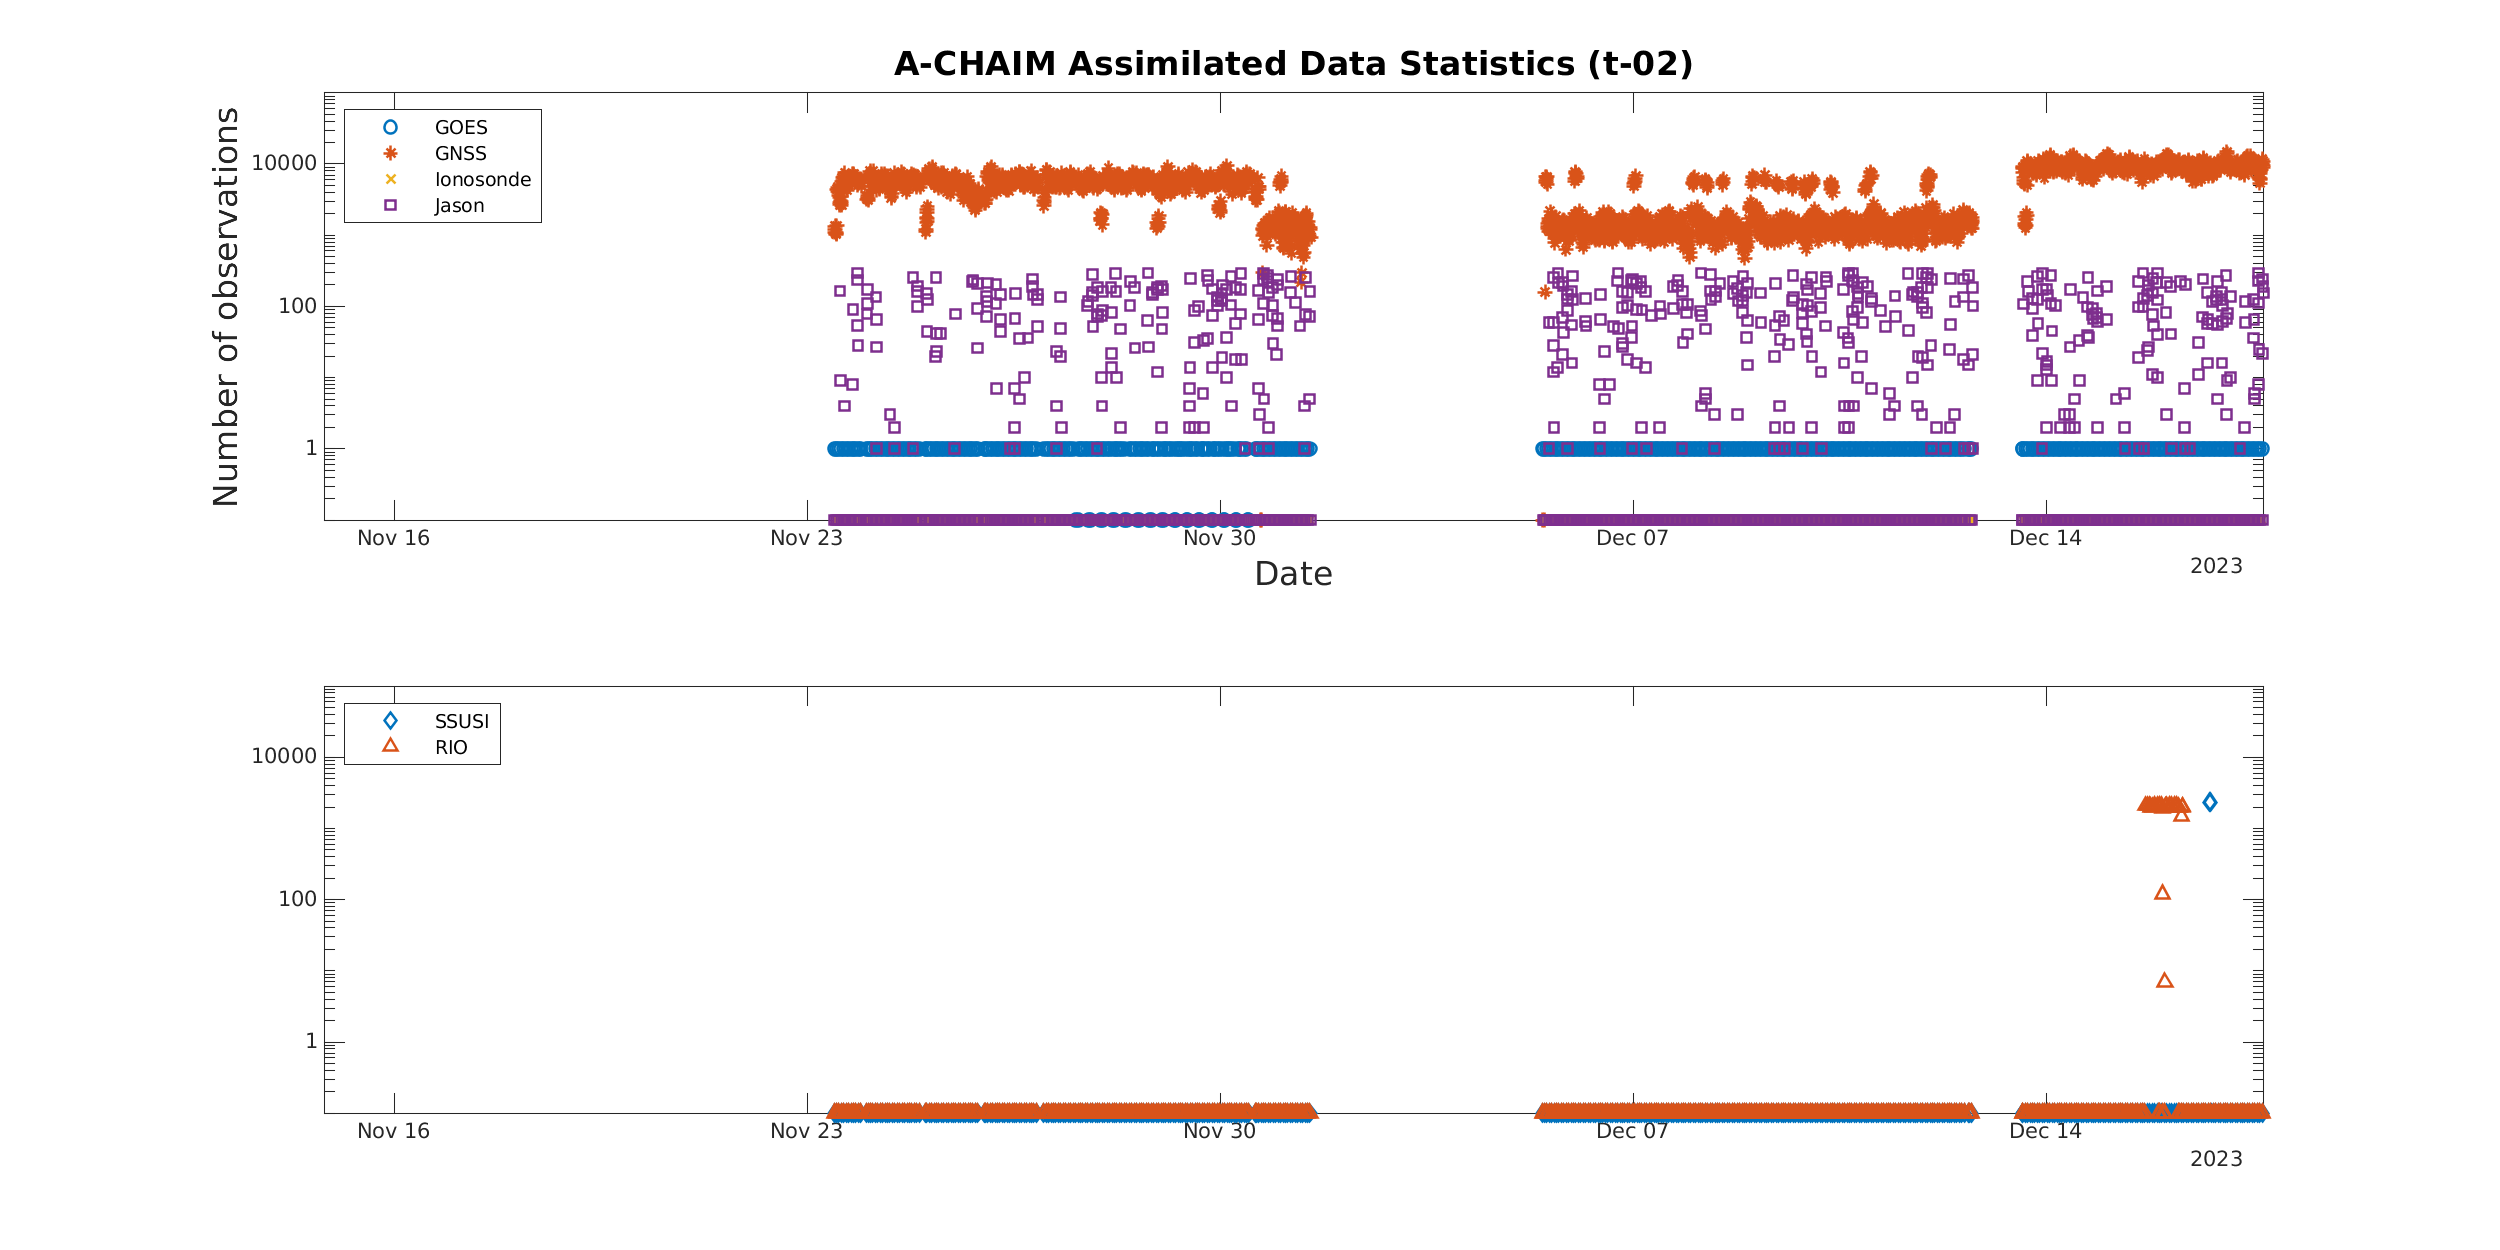 A-CHAIM Assimilated Data Statistics (t-02)
Number of observations
GOES
GNSS
Ionosonde
Jason
10000
100
1
Nov 16
Nov 23
Nov 30
Dec 07
Dec 14
2023
Date
SSUSI
RIO
10000
100
1
Nov 16
Nov 23
Nov 30
Dec 07
Dec 14
2023